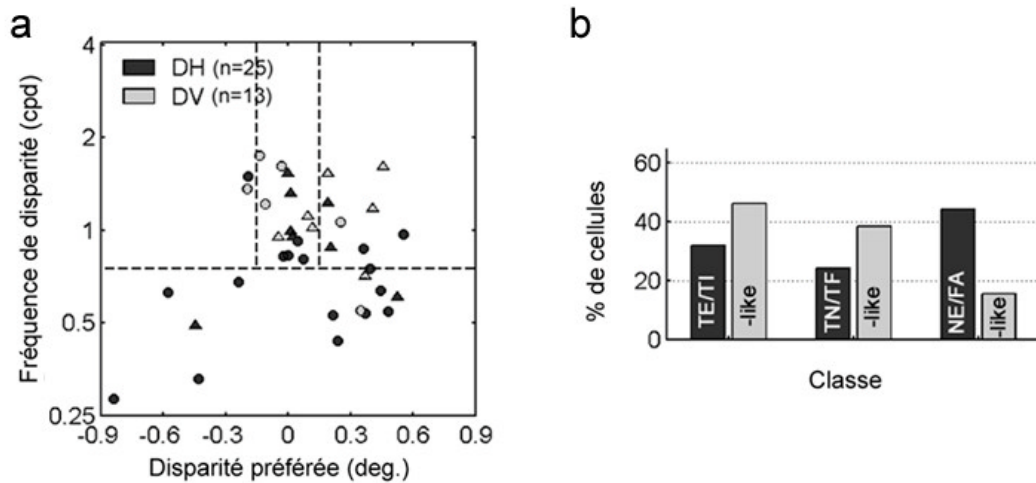 a
Fréquence de disparité (cpd)
4
2
1
0.5
0.25
DH (n=25)
DV (n=13)
-0.9 -0.6 -0.3 0 0.3 0.6 0.9
Disparité préférée (deg.)
b
% de cellules
60
40
20
0
TE/TI -like TN/TF -like NE/FA -like
Classe